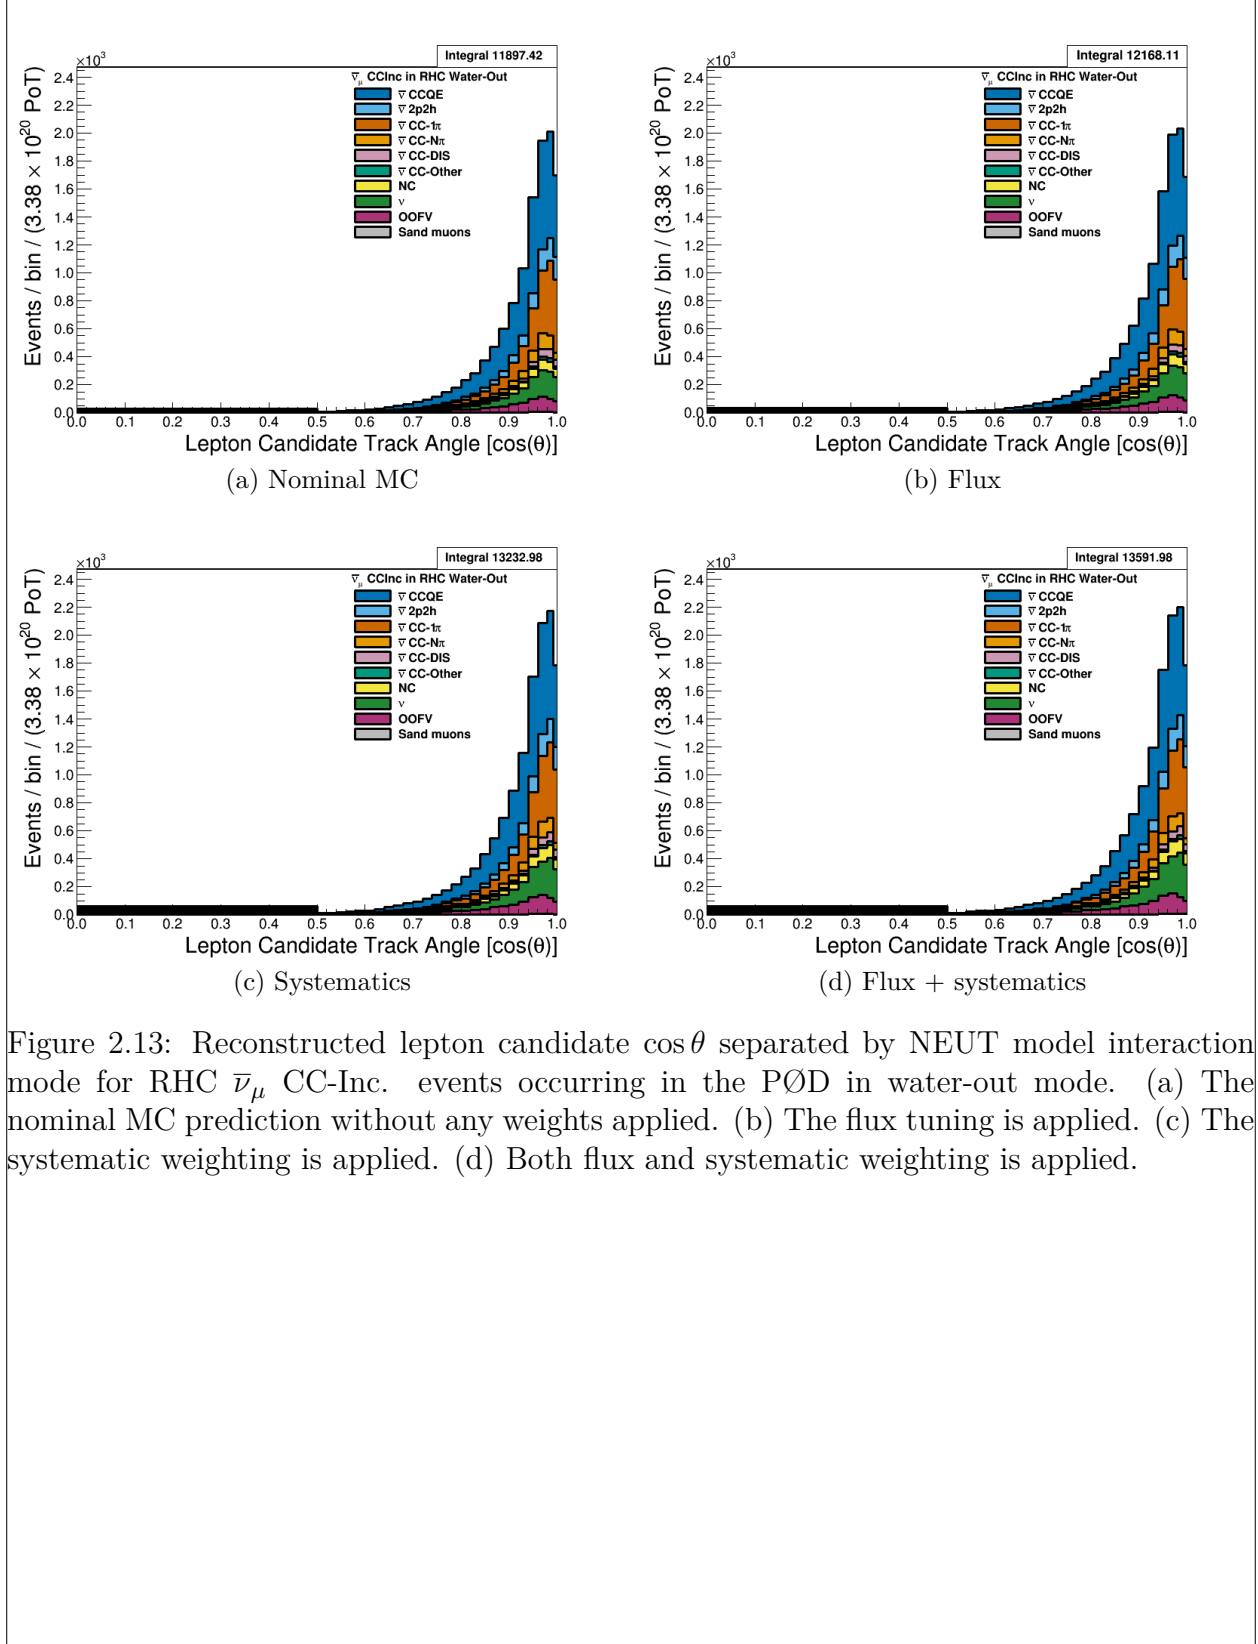 Integral 11897.42
×10³
ν̅μ CCInc in RHC Water-Out
ν̅ CCQE
ν̅ 2p2h
ν̅ CC-1π
ν̅ CC-Nπ
ν̅ CC-DIS
ν̅ CC-Other
NC
ν
OOFV
Sand muons
Events / bin / (3.38 × 10²⁰ PoT)
2.4
2.2
2.0
1.8
1.6
1.4
1.2
1.0
0.8
0.6
0.4
0.2
0.0
0.0 0.1 0.2 0.3 0.4 0.5 0.6 0.7 0.8 0.9 1.0
Lepton Candidate Track Angle [cos(θ)]
(a) Nominal MC
Integral 12168.11
×10³
ν̅μ CCInc in RHC Water-Out
ν̅ CCQE
ν̅ 2p2h
ν̅ CC-1π
ν̅ CC-Nπ
ν̅ CC-DIS
ν̅ CC-Other
NC
ν
OOFV
Sand muons
Events / bin / (3.38 × 10²⁰ PoT)
2.4
2.2
2.0
1.8
1.6
1.4
1.2
1.0
0.8
0.6
0.4
0.2
0.0
0.0 0.1 0.2 0.3 0.4 0.5 0.6 0.7 0.8 0.9 1.0
Lepton Candidate Track Angle [cos(θ)]
(b) Flux
Integral 13232.98
×10³
ν̅μ CCInc in RHC Water-Out
ν̅ CCQE
ν̅ 2p2h
ν̅ CC-1π
ν̅ CC-Nπ
ν̅ CC-DIS
ν̅ CC-Other
NC
ν
OOFV
Sand muons
Events / bin / (3.38 × 10²⁰ PoT)
2.4
2.2
2.0
1.8
1.6
1.4
1.2
1.0
0.8
0.6
0.4
0.2
0.0
0.0 0.1 0.2 0.3 0.4 0.5 0.6 0.7 0.8 0.9 1.0
Lepton Candidate Track Angle [cos(θ)]
(c) Systematics
Integral 13591.98
×10³
ν̅μ CCInc in RHC Water-Out
ν̅ CCQE
ν̅ 2p2h
ν̅ CC-1π
ν̅ CC-Nπ
ν̅ CC-DIS
ν̅ CC-Other
NC
ν
OOFV
Sand muons
Events / bin / (3.38 × 10²⁰ PoT)
2.4
2.2
2.0
1.8
1.6
1.4
1.2
1.0
0.8
0.6
0.4
0.2
0.0
0.0 0.1 0.2 0.3 0.4 0.5 0.6 0.7 0.8 0.9 1.0
Lepton Candidate Track Angle [cos(θ)]
(d) Flux + systematics
Figure 2.13: Reconstructed lepton candidate cos θ separated by NEUT model interaction
mode for RHC ν̅μ CC-Inc. events occurring in the PØD in water-out mode. (a) The
nominal MC prediction without any weights applied. (b) The flux tuning is applied. (c) The
systematic weighting is applied. (d) Both flux and systematic weighting is applied.